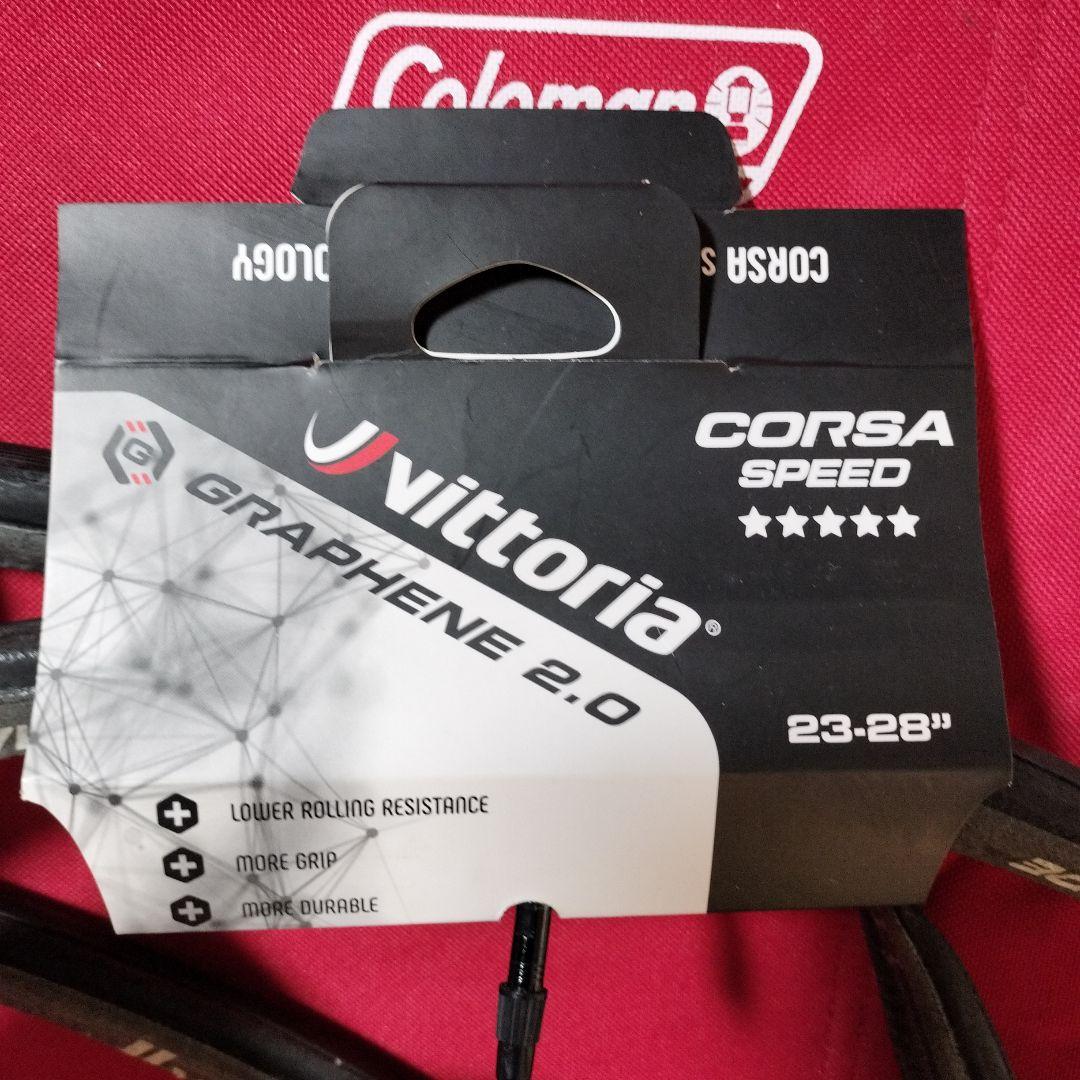 Coleman
CORSA S
OLOGY
vittoria®
GRAPHENE 2.0
G
CORSA
SPEED
23-28”
LOWER ROLLING RESISTANCE
MORE GRIP
MORE DURABLE